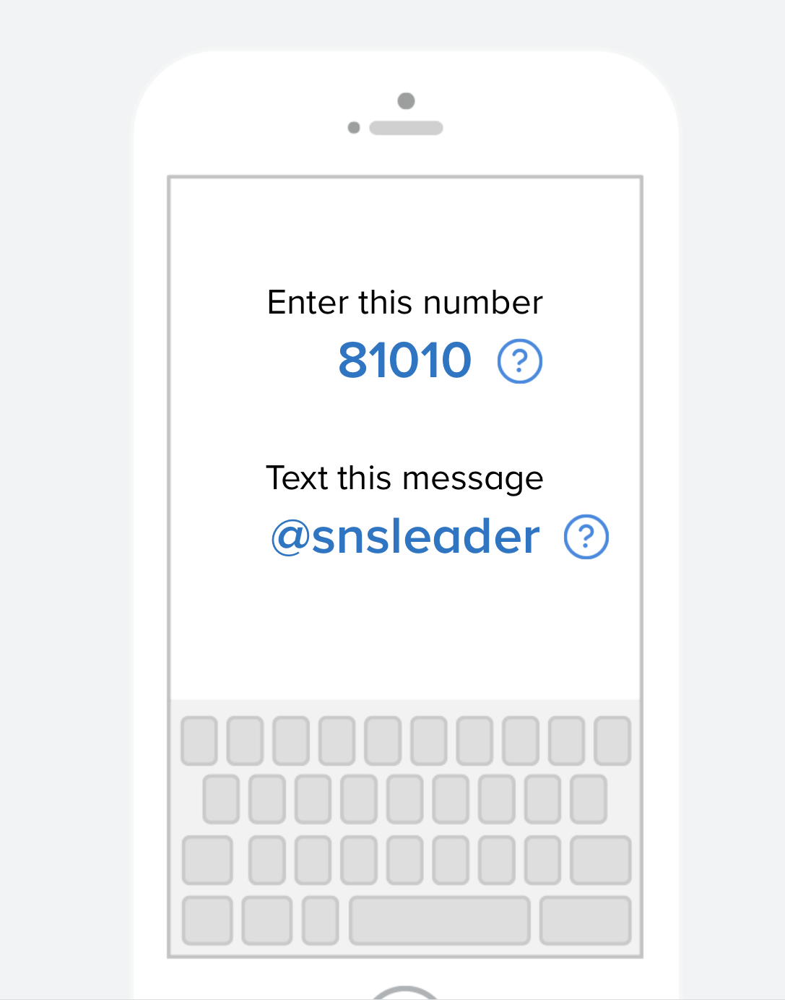 Enter this number
81010 ?
Text this message
@snsleader ?